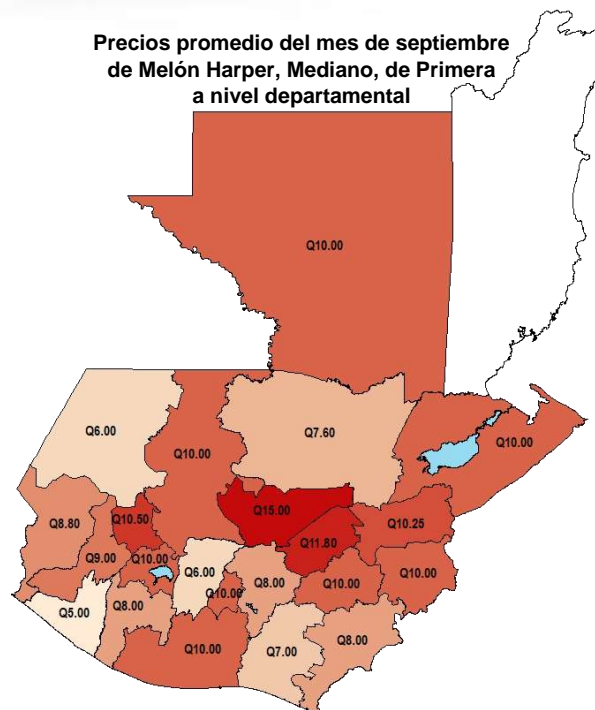 Precios promedio del mes de septiembre
de Melón Harper, Mediano, de Primera
a nivel departamental
Q10.00
Q6.00
Q7.60
Q10.00
Q10.00
Q8.80
Q10.50
Q15.00
Q10.25
Q11.80
Q9.00
Q10.00
Q6.00
Q8.00
Q10.00
Q10.00
Q10.00
Q5.00
Q8.00
Q10.00
Q7.00
Q8.00